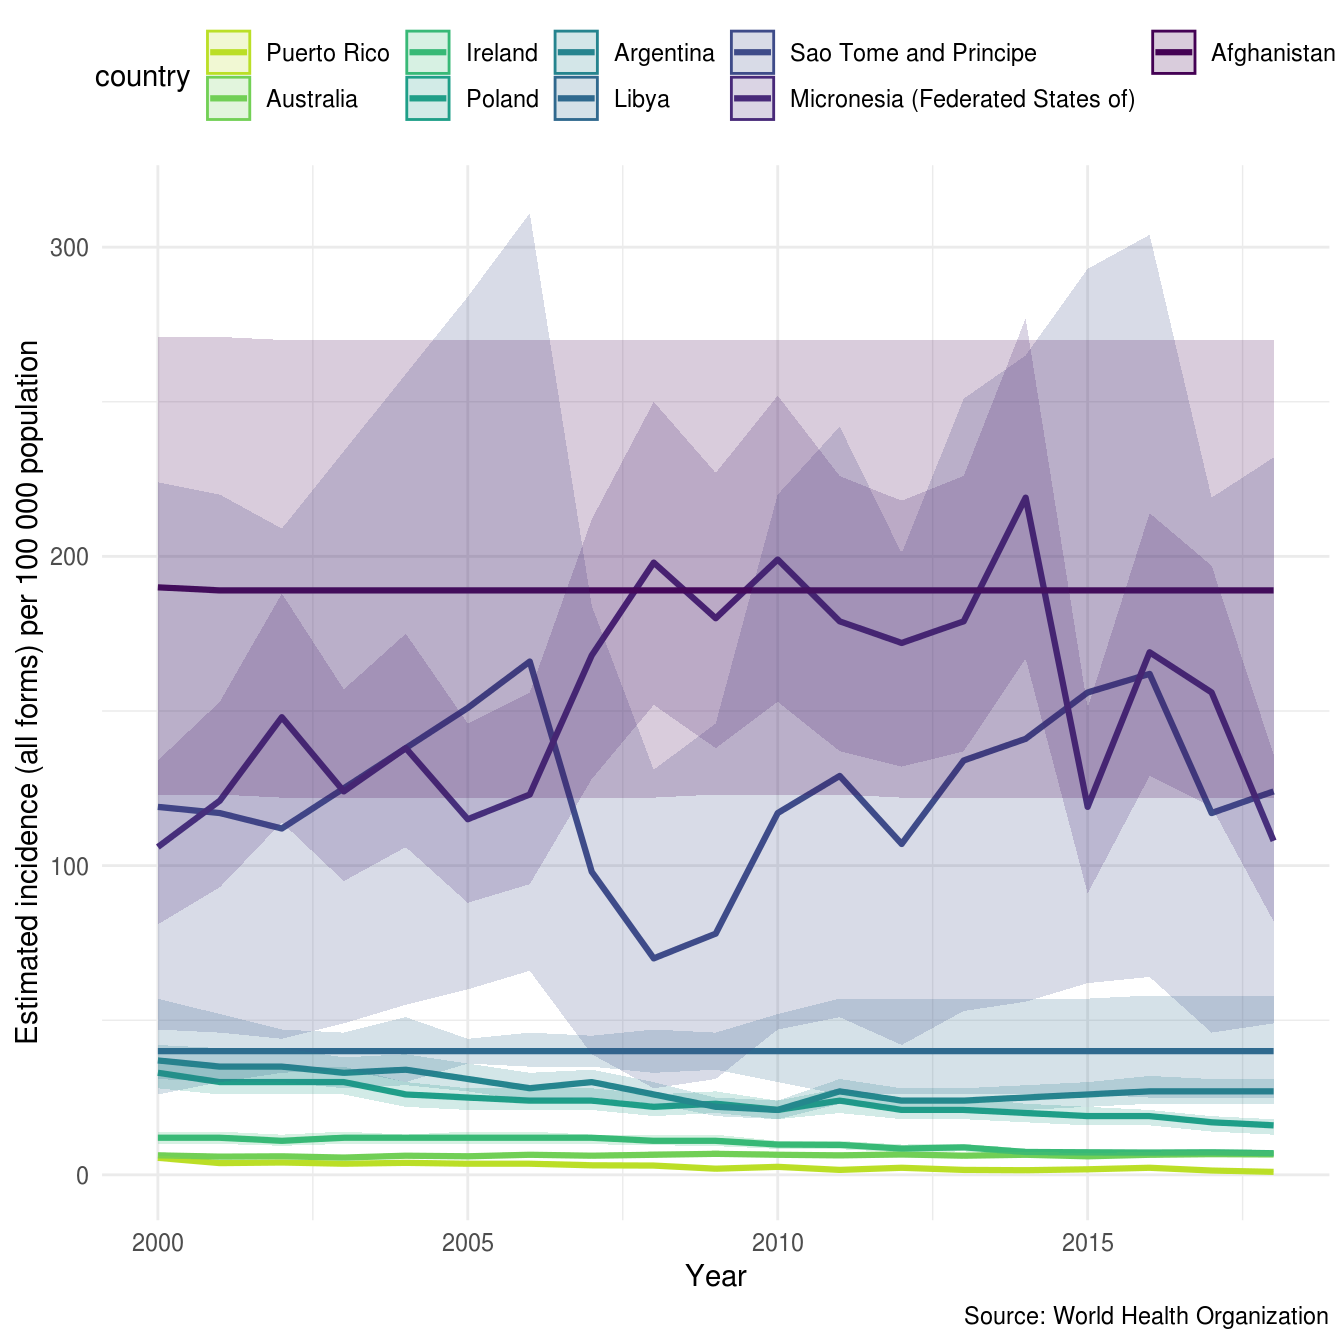 country
Puerto Rico
Ireland
Argentina
Sao Tome and Principe
Afghanistan
Australia
Poland
Libya
Micronesia (Federated States of)
Estimated incidence (all forms) per 100 000 population
300
200
100
0
2000
2005
2010
2015
Year
Source: World Health Organization